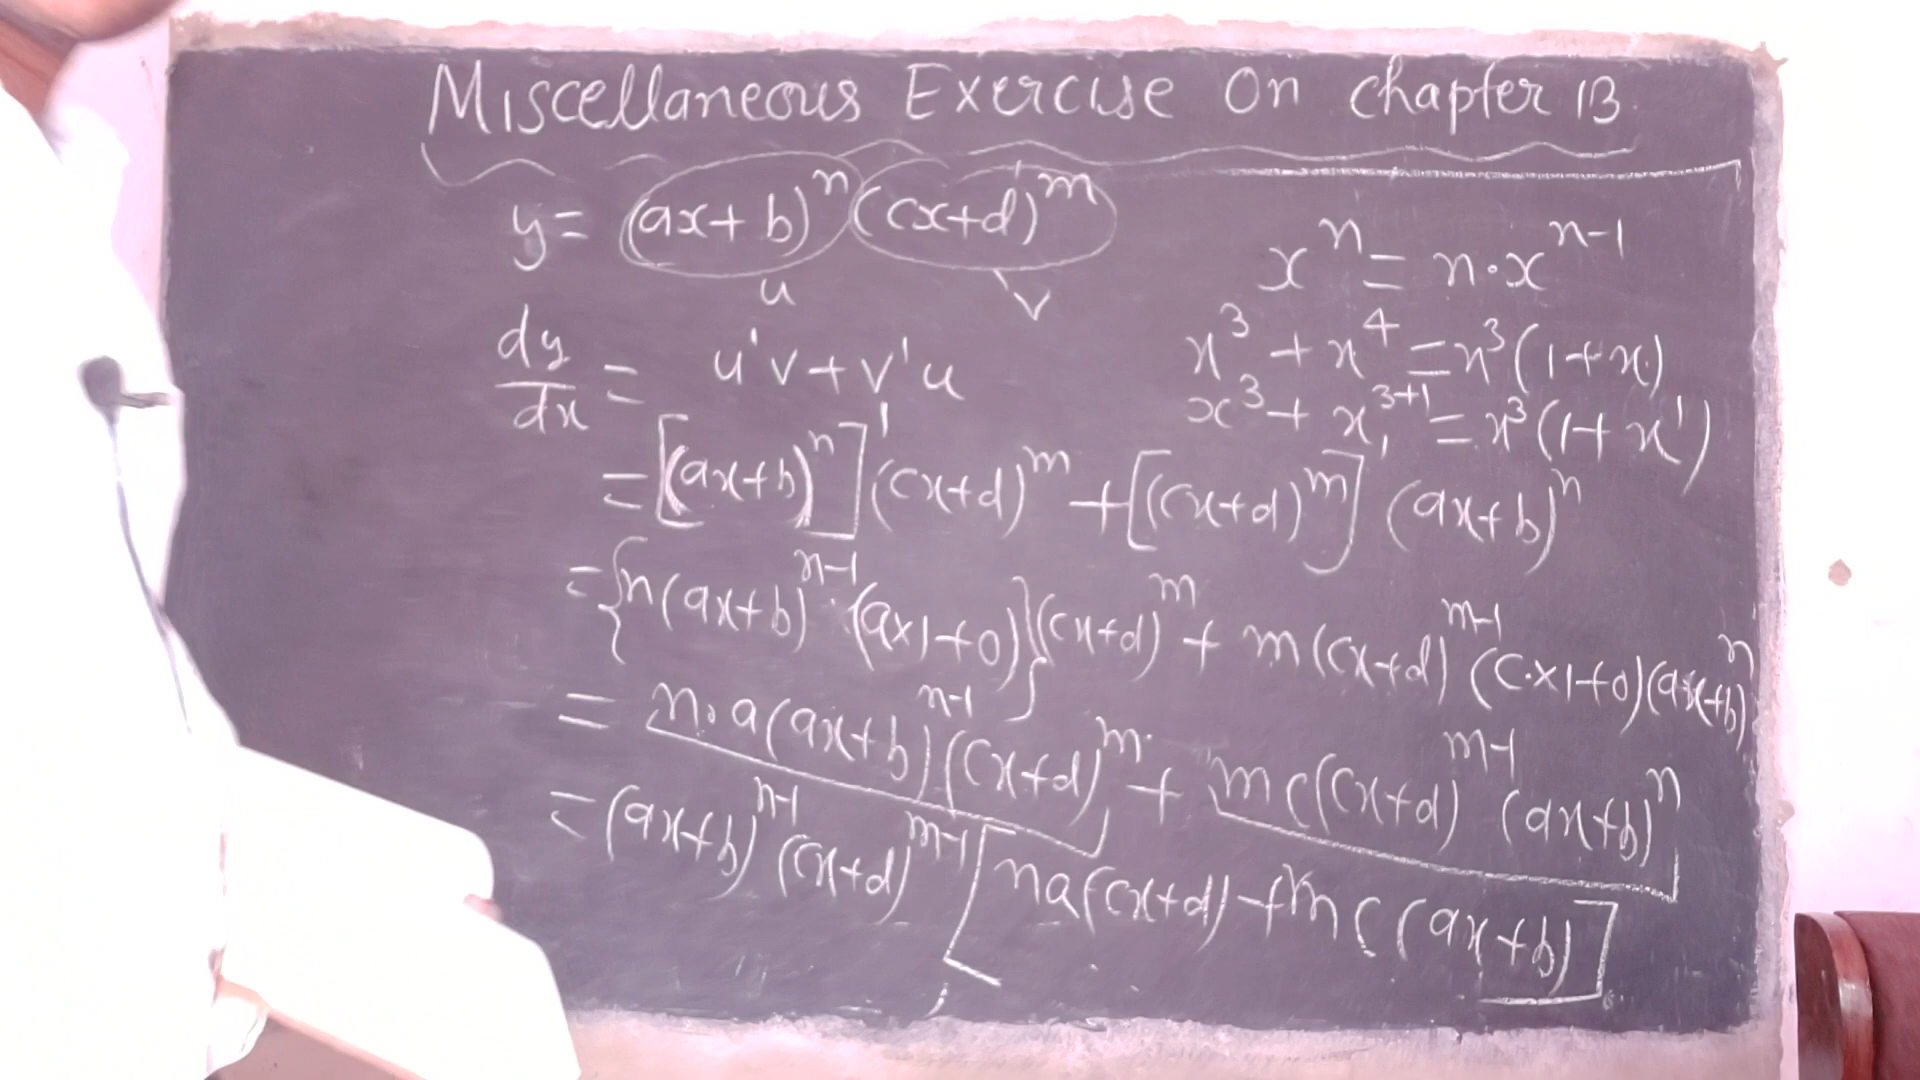 Miscellaneous Exercise On Chapter 13
y = (ax+b)^n (cx+d)^m
u v
dy/dx = u'v + v'u
= [(ax+b)^n]' (cx+d)^m + [(cx+d)^m]' (ax+b)^n
= {n(ax+b)^{n-1} · (a×1+0)}(cx+d)^m + m(cx+d)^{m-1} (c·×1+0)(ax+b)^n
= n·a(ax+b)^{n-1} (cx+d)^m + mc(cx+d)^{m-1} (ax+b)^n
= (ax+b)^{n-1} (cx+d)^{m-1} [na(cx+d) + mc(ax+b)]
x^n = n·x^{n-1}
x^3 + x^4 = x^3(1+x)
x^3 + x^{3+1} = x^3(1+x^1)